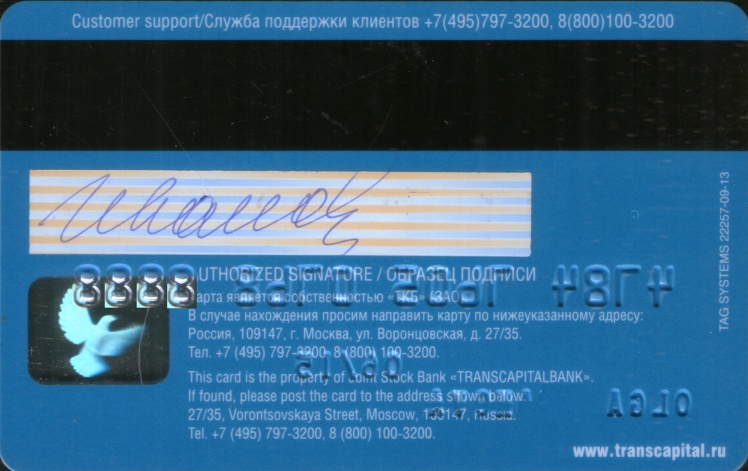 Customer support/Служба поддержки клиентов +7(495)797-3200, 8(800)100-3200
TAG SYSTEMS 22257-09-13
AUTHORIZED SIGNATURE / ОБРАЗЕЦ ПОДПИСИ
Карта является собственностью «ТКБ» (ЗАО).
В случае нахождения просим направить карту по нижеуказанному адресу:
Россия, 109147, г. Москва, ул. Воронцовская, д. 27/35.
Тел. +7 (495) 797-3200, 8 (800) 100-3200.
This card is the property of Joint Stock Bank «TRANSCAPITALBANK».
If found, please post the card to the address shown below:
27/35, Vorontsovskaya Street, Moscow, 109147, Russia.
Tel. +7 (495) 797-3200, 8 (800) 100-3200.
OLGA
www.transcapital.ru